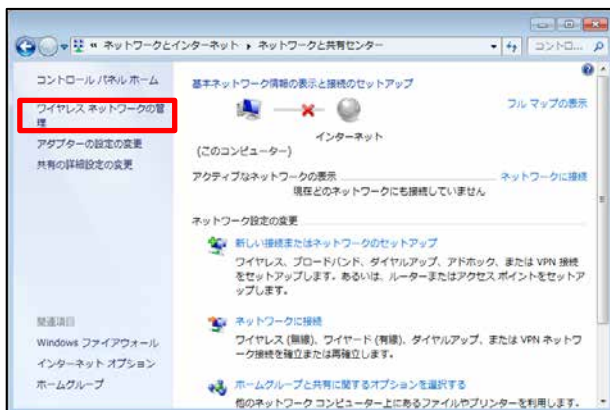 « ネットワークとインターネット ▸ ネットワークと共有センター
コントロ...
コントロール パネル ホーム
ワイヤレス ネットワークの管
理
アダプターの設定の変更
共有の詳細設定の変更
関連項目
Windows ファイアウォール
インターネット オプション
ホームグループ
基本ネットワーク情報の表示と接続のセットアップ
フル マップの表示
インターネット
(このコンピューター)
アクティブなネットワークの表示
ネットワークに接続
現在どのネットワークにも接続していません
ネットワーク設定の変更
新しい接続またはネットワークのセットアップ
ワイヤレス、ブロードバンド、ダイヤルアップ、アドホック、または VPN 接続
をセットアップします。あるいは、ルーターまたはアクセス ポイントをセットア
ップします。
ネットワークに接続
ワイヤレス (無線)、ワイヤード (有線)、ダイヤルアップ、または VPN ネットワ
ーク接続を確立または再確立します。
ホームグループと共有に関するオプションを選択する
他のネットワーク コンピューター上にあるファイルやプリンターを利用します。